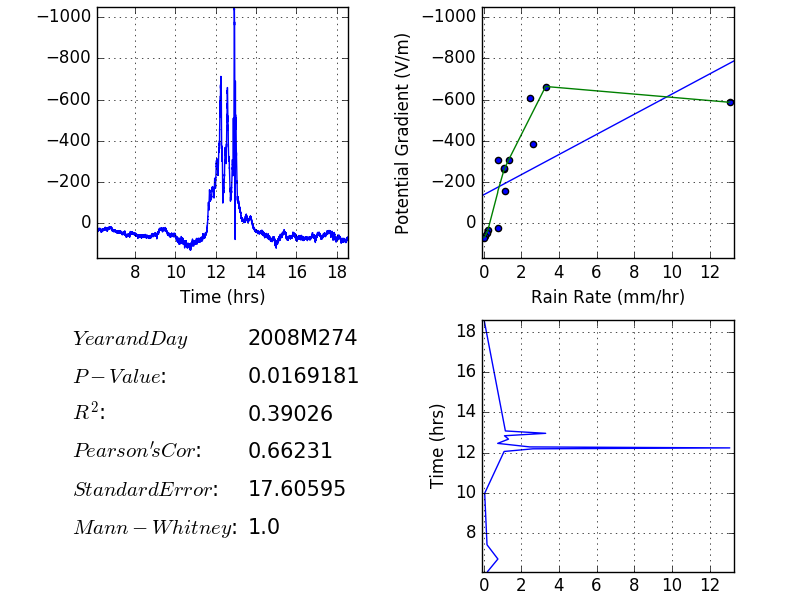 −1000
−800
−600
−400
−200
0
8 10 12 14 16 18
Time (hrs)
Potential Gradient (V/m)
−1000
−800
−600
−400
−200
0
0 2 4 6 8 10 12
Rain Rate (mm/hr)
YearandDay 2008M274
P−Value: 0.0169181
R²: 0.39026
Pearson'sCor: 0.66231
StandardError: 17.60595
Mann−Whitney: 1.0
Time (hrs)
18
16
14
12
10
8
0 2 4 6 8 10 12